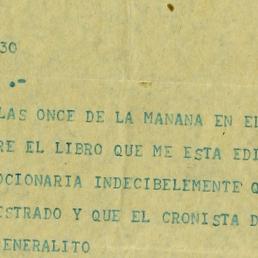 30
.-
LAS ONCE DE LA MANANA EN EL
RE EL LIBRO QUE ME ESTA EDI
OCIONARIA INDECIBLEMENTE Q
ESTRADO Y QUE EL CRONISTA D
ENERALITO